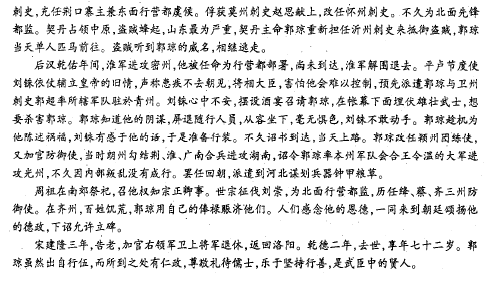 刺史,充任荆口寨主兼东面行营都虞候。俘获莫州刺史赵思献上,改任怀州刺史。不久为北面先锋
都监。契丹占领中原,盗贼蜂起,山东最为严重,契丹主命郭琼重新担任沂州刺史来抵御盗贼,郭琼
当天单人匹马前往。盗贼听到郭琼的威名,相继逃走。
后汉乾佑年间,淮军进攻密州,他被任命为行营都部署,尚未到达,淮军解围退去。平卢节度使
刘铢依仗辅立皇帝的旧情,声称患疾不去朝见,将相大臣,害怕他会难以控制,预先派遣郭琼与卫州
刺史郭超率所辖军队驻於青州。刘铢心中不安,摆设酒宴召请郭琼,在帐幕下面埋伏雄壮武士,想
要杀害郭琼。郭琼知道他的阴谋,屏退随行人员,从容坐下,毫无惧色,刘铢不敢动手。郭琼趁机为
他陈述祸福,刘铢有感于他的话,于是准备行装。不久诏书到达,当天上路。郭琼改任颍州团练使,
又加官防御使,当时朗州勾结荆、淮、广南合兵进攻湖南,诏令郭琼率本州军队会合王令温的大军进
攻光州,不久因内部叛乱没有成行。罢任回朝,派遣到河北谋划兵器钟甲粮草。
周祖在南郊祭祀,召他权知宗正卿事。世宗征伐刘崇,为北面行营都监,历任绛、蔡、齐三州防
御使。在齐州,百姓饥荒,郭琼用自己的俸禄赈济他们。人们感念他的恩德,一同来到朝廷颂扬他
的德政,下诏允许立碑。
宋建隆三年,告老,加官右领军卫上将军退休,返回洛阳。乾德二年,去世,享年七十二岁。郭
琼虽然出自行伍,而所到之处有仁政,尊敬礼待儒士,乐于坚持行善,是武臣中的贤人。